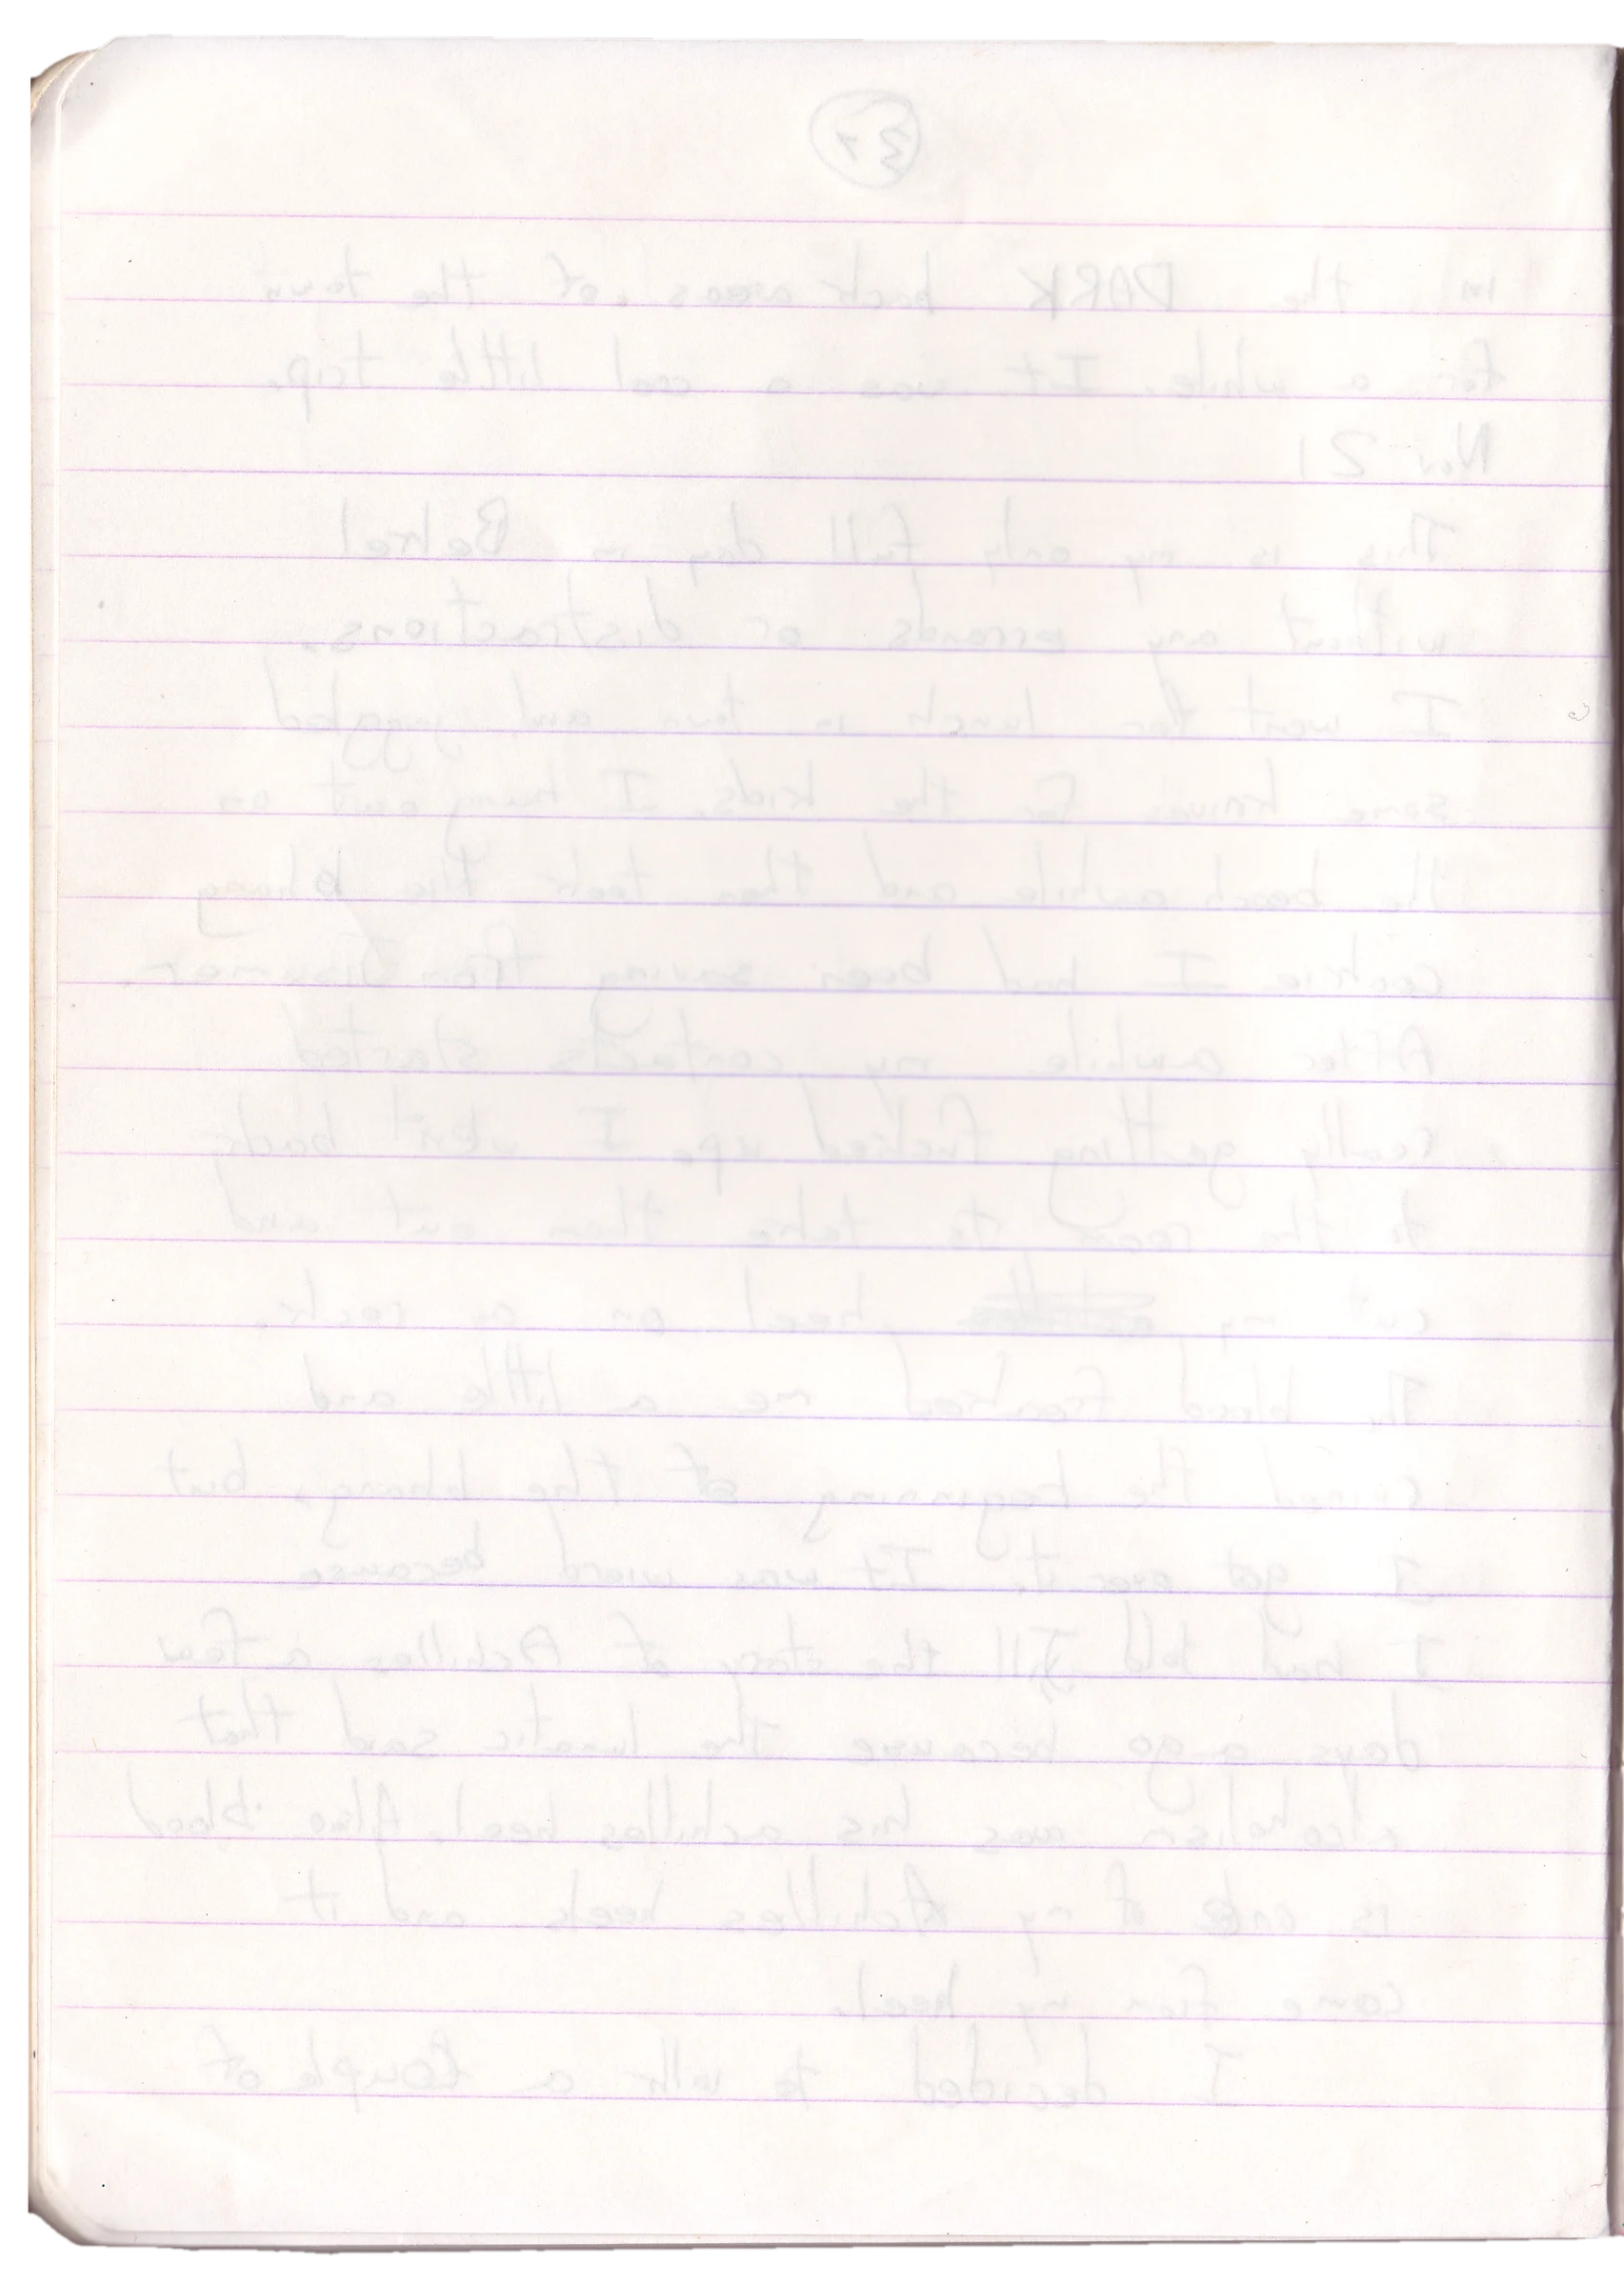 37
in the DARK back areas of the town
for a while. It was a cool little trip.
Nov 21
This is my only full day in Bekal
without any errands or distractions.
I went for lunch in town and juggled
some
for the kids. I hung out on
the beach awhile and then took the bhang
cookie I had been saving from
After awhile my contacts started
really getting fucked up. I went back
to the room to take them out and
cut my heel on a rock.
The blood freaked me a little and
ruined the beginning of the bhang, but
I got over it. It was weird because
I had told Jill the story of Achilles a few
days ago because the lunatic said that
alcoholism was his achilles heel. Also blood
is one of my Achilles heels and it
came from my heel.
I decided to walk a couple of